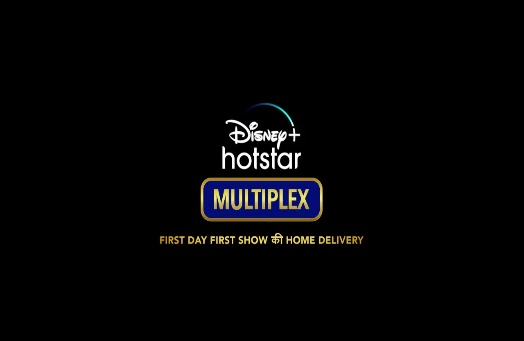 Disney+
hotstar
MULTIPLEX
FIRST DAY FIRST SHOW की HOME DELIVERY